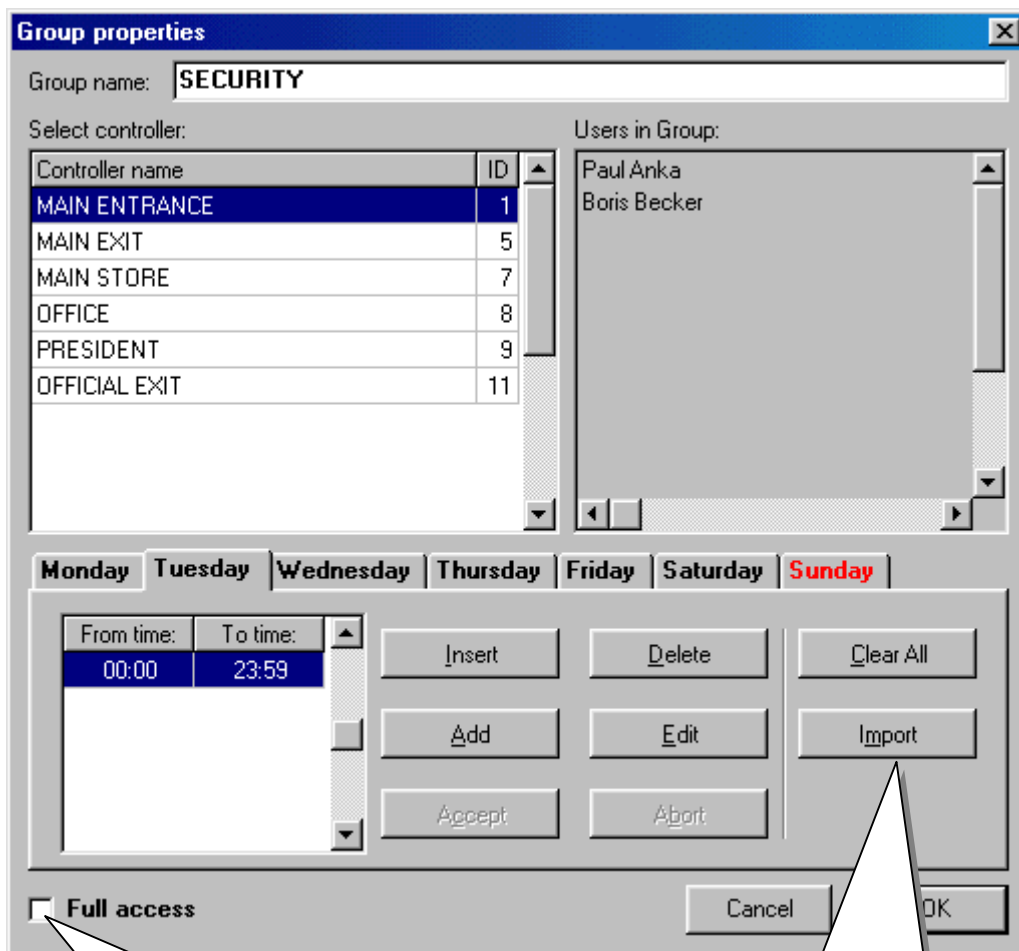 Group properties
Group name: SECURITY
Select controller:
Users in Group:
Controller name ID
MAIN ENTRANCE 1
MAIN EXIT 5
MAIN STORE 7
OFFICE 8
PRESIDENT 9
OFFICIAL EXIT 11
Paul Anka
Boris Becker
Monday Tuesday Wednesday Thursday Friday Saturday Sunday
From time: To time:
00:00 23:59
Insert Delete Clear All
Add Edit Import
Accept Abort
Full access
Cancel OK